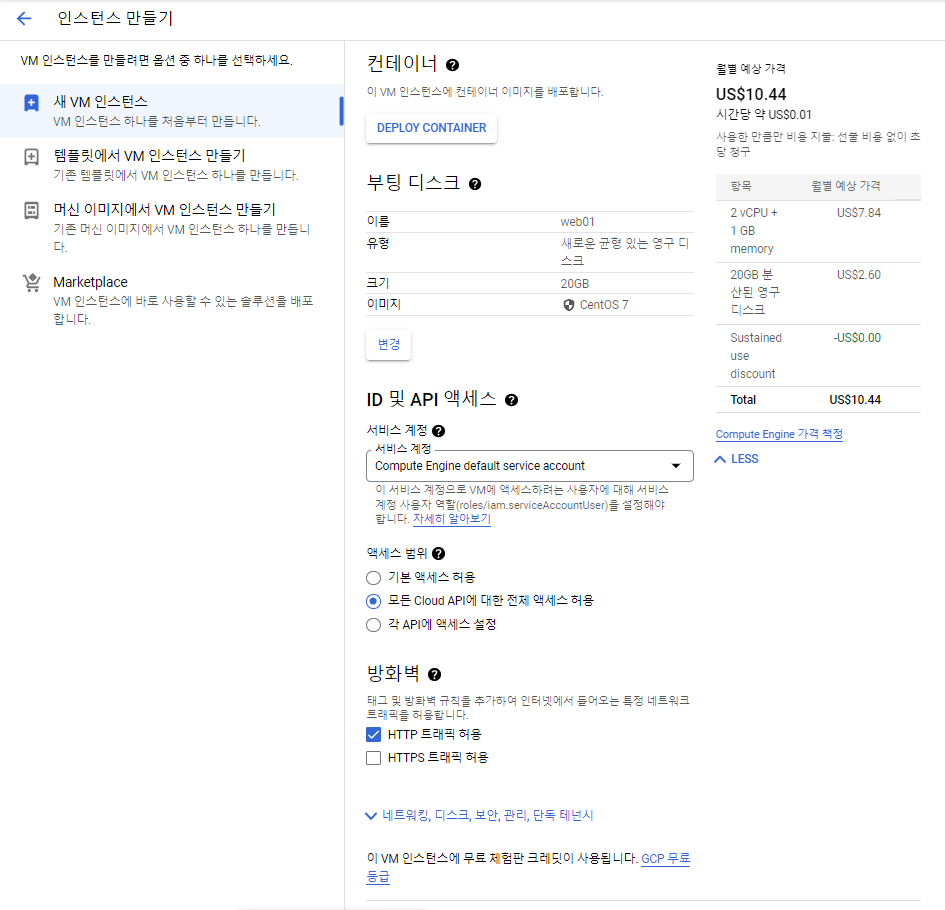 인스턴스 만들기
VM 인스턴스를 만들려면 옵션 중 하나를 선택하세요.
새 VM 인스턴스
VM 인스턴스 하나를 처음부터 만듭니다.
템플릿에서 VM 인스턴스 만들기
기존 템플릿에서 VM 인스턴스 하나를 만듭니다.
머신 이미지에서 VM 인스턴스 만들기
기존 머신 이미지에서 VM 인스턴스 하나를 만듭니
다.
Marketplace
VM 인스턴스에 바로 사용할 수 있는 솔루션을 배포
합니다.
컨테이너
이 VM 인스턴스에 컨테이너 이미지를 배포합니다.
DEPLOY CONTAINER
부팅 디스크
이름 web01
유형 새로운 균형 있는 영구 디
스크
크기 20GB
이미지 CentOS 7
변경
ID 및 API 액세스
서비스 계정
서비스 계정
Compute Engine default service account
이 서비스 계정으로 VM에 액세스하려는 사용자에 대해 서비스
계정 사용자 역할(roles/iam.serviceAccountUser)을 설정해야
합니다. 자세히 알아보기
액세스 범위
기본 액세스 허용
모든 Cloud API에 대한 전체 액세스 허용
각 API에 액세스 설정
방화벽
태그 및 방화벽 규칙을 추가하여 인터넷에서 들어오는 특정 네트워크
트래픽을 허용합니다.
HTTP 트래픽 허용
HTTPS 트래픽 허용
네트워킹, 디스크, 보안, 관리, 단독 테넌시
이 VM 인스턴스에 무료 체험판 크레딧이 사용됩니다. GCP 무료
등급
월별 예상 가격
US$10.44
시간당 약 US$0.01
사용한 만큼만 비용 지불: 선불 비용 없이 초
당 청구
항목 월별 예상 가격
2 vCPU + US$7.84
1 GB
memory
20GB 분 US$2.60
산된 영구
디스크
Sustained -US$0.00
use
discount
Total US$10.44
Compute Engine 가격 책정
LESS